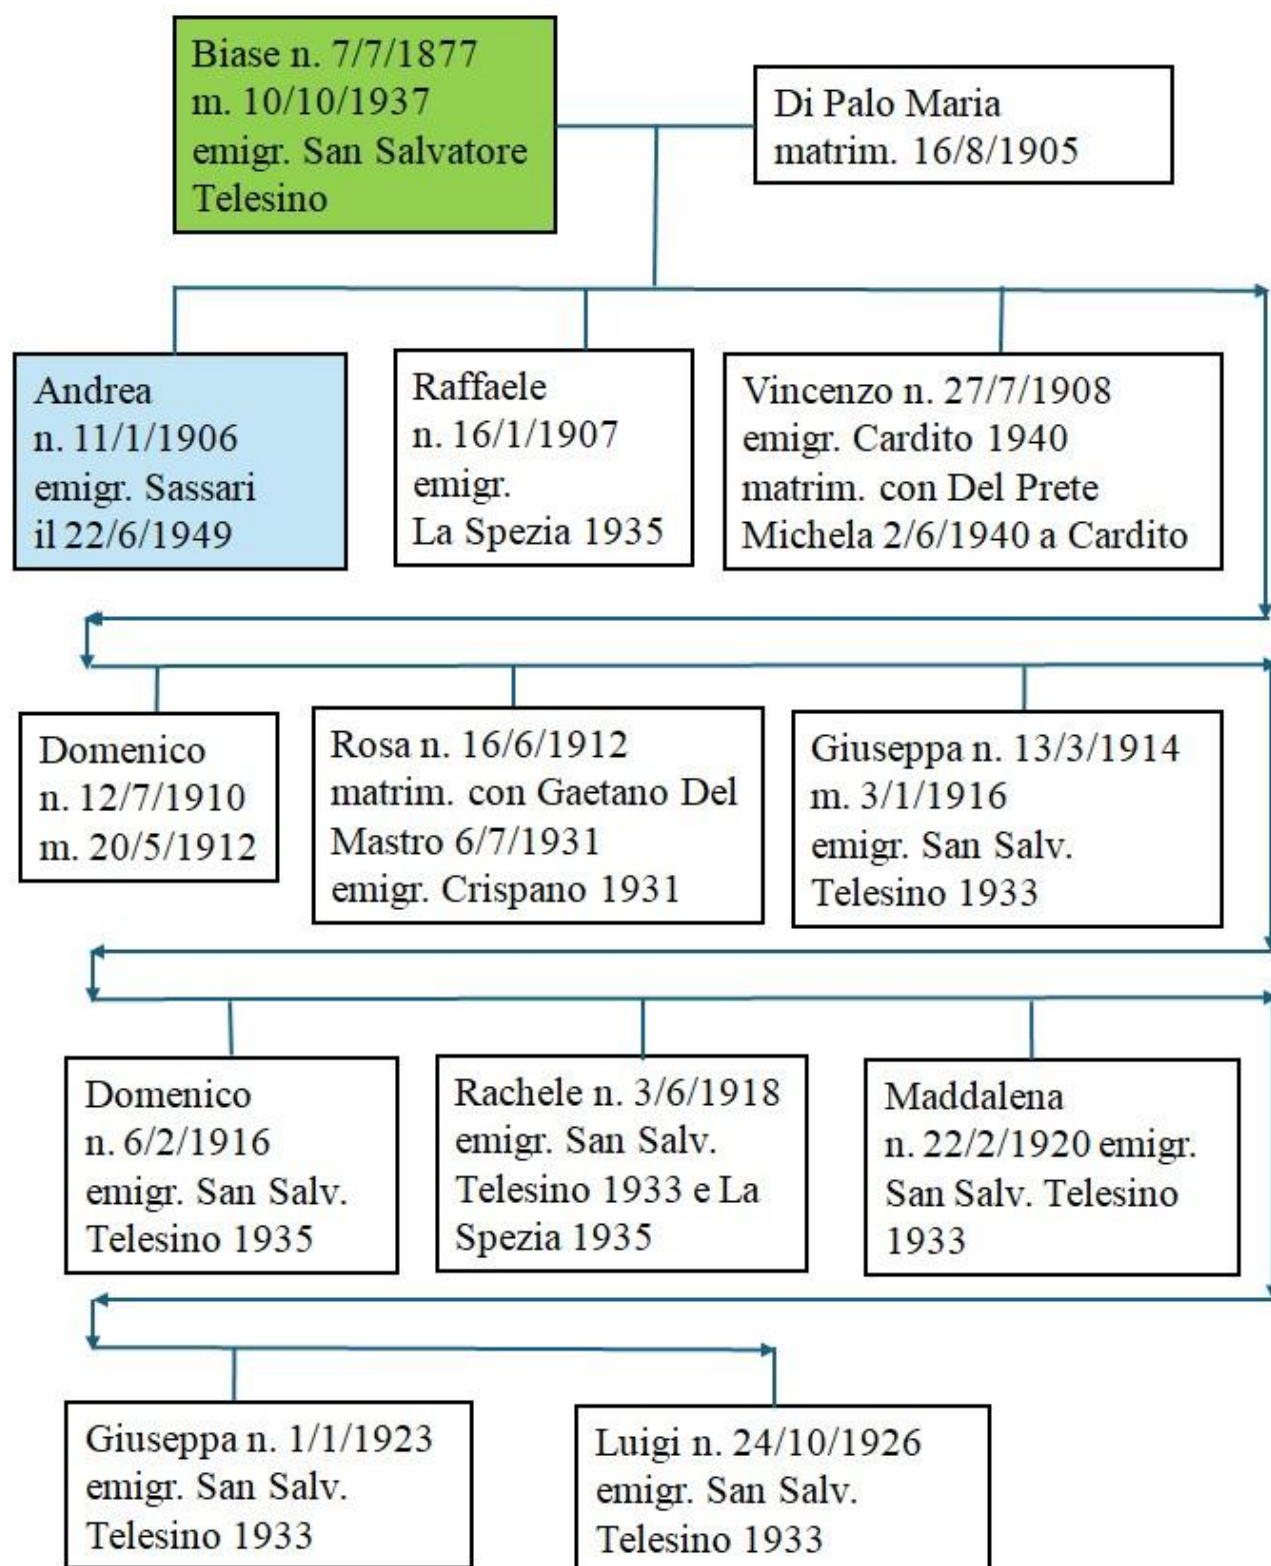 Biase n. 7/7/1877
m. 10/10/1937
emigr. San Salvatore
Telesino
Di Palo Maria
matrim. 16/8/1905
Andrea
n. 11/1/1906
emigr. Sassari
il 22/6/1949
Raffaele
n. 16/1/1907
emigr.
La Spezia 1935
Vincenzo n. 27/7/1908
emigr. Cardito 1940
matrim. con Del Prete
Michela 2/6/1940 a Cardito
Domenico
n. 12/7/1910
m. 20/5/1912
Rosa n. 16/6/1912
matrim. con Gaetano Del
Mastro 6/7/1931
emigr. Crispano 1931
Giuseppa n. 13/3/1914
m. 3/1/1916
emigr. San Salv.
Telesino 1933
Domenico
n. 6/2/1916
emigr. San Salv.
Telesino 1935
Rachele n. 3/6/1918
emigr. San Salv.
Telesino 1933 e La
Spezia 1935
Maddalena
n. 22/2/1920 emigr.
San Salv. Telesino
1933
Giuseppa n. 1/1/1923
emigr. San Salv.
Telesino 1933
Luigi n. 24/10/1926
emigr. San Salv.
Telesino 1933